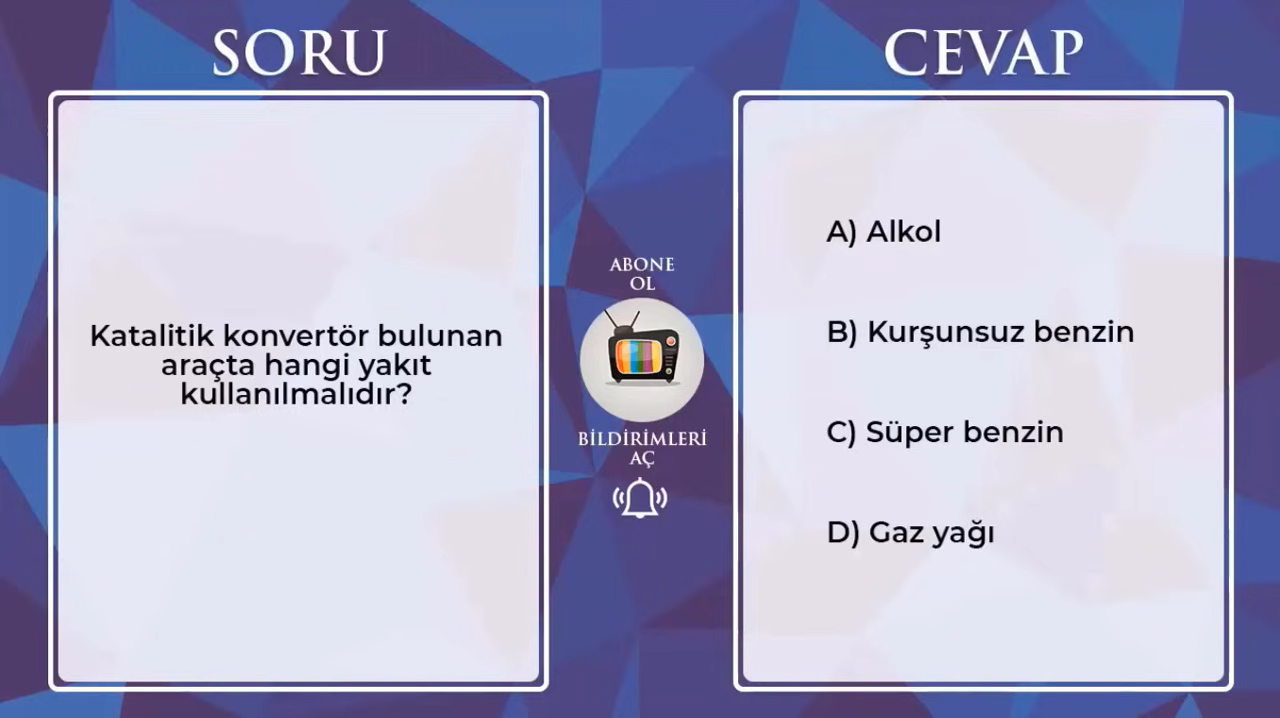 SORU
Katalitik konvertör bulunan
araçta hangi yakıt
kullanılmalıdır?
ABONE
OL
BİLDİRİMLERİ
AÇ
CEVAP
A) Alkol
B) Kurşunsuz benzin
C) Süper benzin
D) Gaz yağı